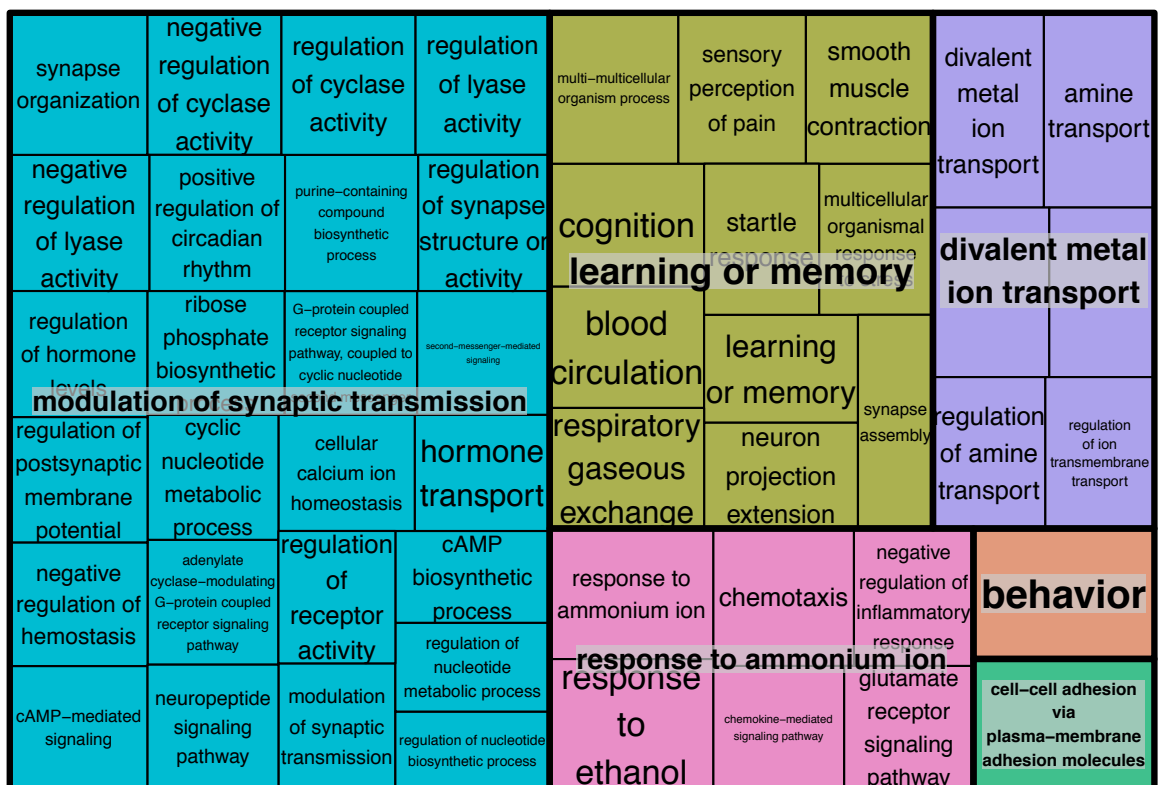 synapse
organization
negative
regulation
of cyclase
activity
regulation
of cyclase
activity
regulation
of lyase
activity
negative
regulation
of lyase
activity
positive
regulation of
circadian
rhythm
purine−containing
compound
biosynthetic
process
regulation
of synapse
structure or
activity
regulation
of hormone
levels
ribose
phosphate
biosynthetic
process
G−protein coupled
receptor signaling
pathway, coupled to
cyclic nucleotide
second−messenger−mediated
signaling
modulation of synaptic transmission
regulation of
postsynaptic
membrane
potential
cyclic
nucleotide
metabolic
process
cellular
calcium ion
homeostasis
hormone
transport
negative
regulation of
hemostasis
adenylate
cyclase−modulating
G−protein coupled
receptor signaling
pathway
regulation
of
receptor
activity
cAMP
biosynthetic
process
regulation of
nucleotide
metabolic process
cAMP−mediated
signaling
neuropeptide
signaling
pathway
modulation
of synaptic
transmission
regulation of nucleotide
biosynthetic process
multi−multicellular
organism process
sensory
perception
of pain
smooth
muscle
contraction
cognition
startle
response
multicellular
organismal
response
to stress
learning or memory
blood
circulation
learning
or memory
synapse
assembly
respiratory
gaseous
exchange
neuron
projection
extension
divalent
metal
ion
transport
amine
transport
divalent metal
ion transport
regulation
of amine
transport
regulation
of ion
transmembrane
transport
response to
ammonium ion
chemotaxis
negative
regulation of
inflammatory
response
response to ammonium ion
response
to
ethanol
chemokine−mediated
signaling pathway
glutamate
receptor
signaling
pathway
behavior
cell−cell adhesion
via
plasma−membrane
adhesion molecules